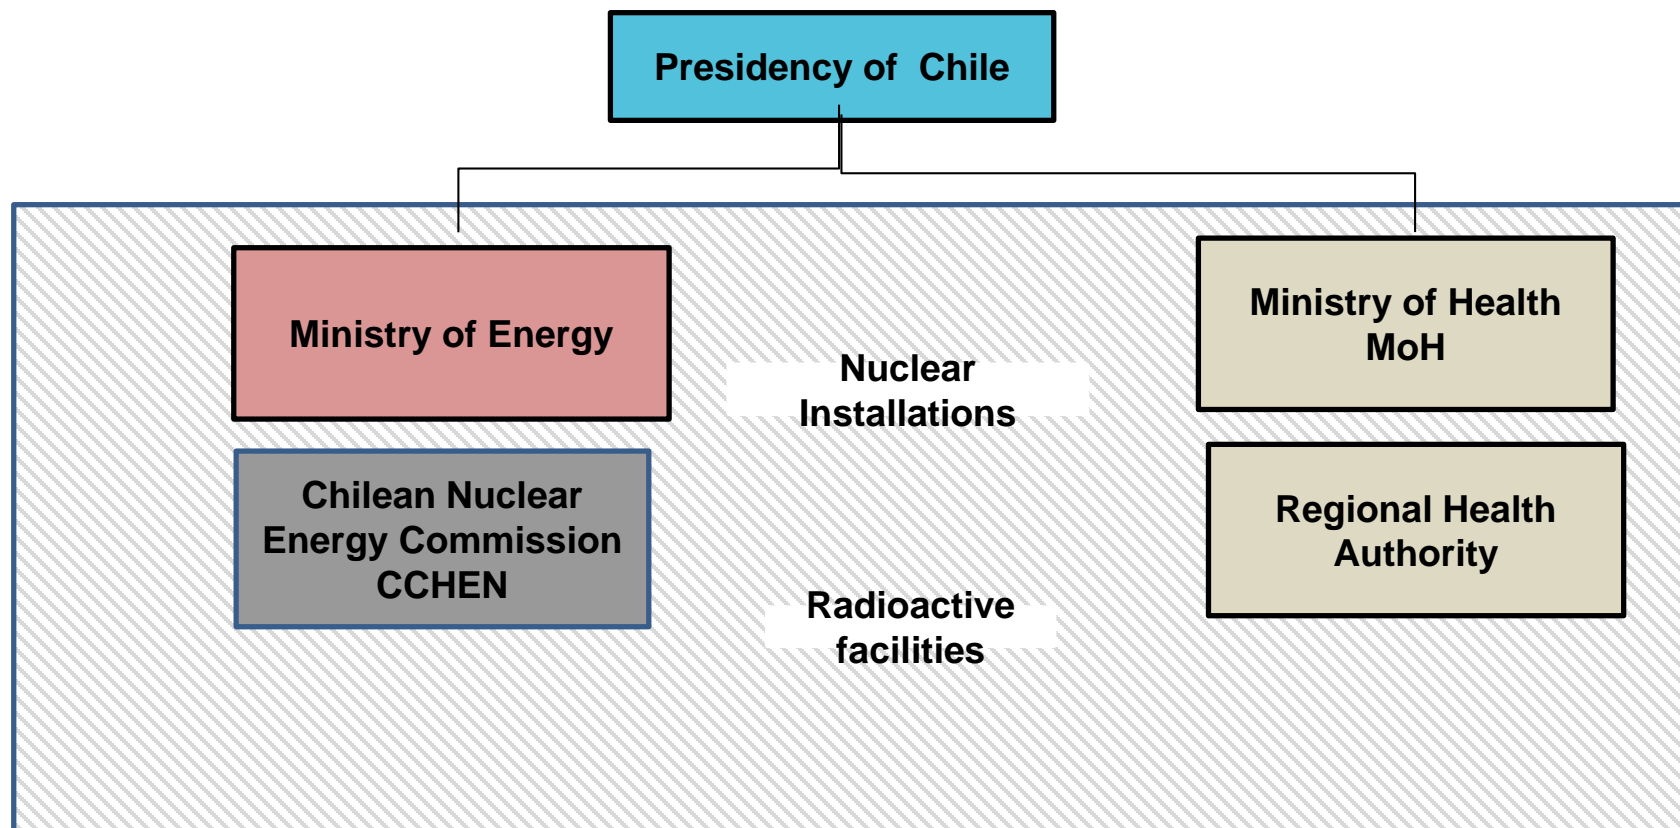 Presidency of  Chile
Ministry of Energy
Chilean Nuclear
Energy Commission
CCHEN
Nuclear
Installations
Radioactive
facilities
Ministry of Health
MoH
Regional Health
Authority